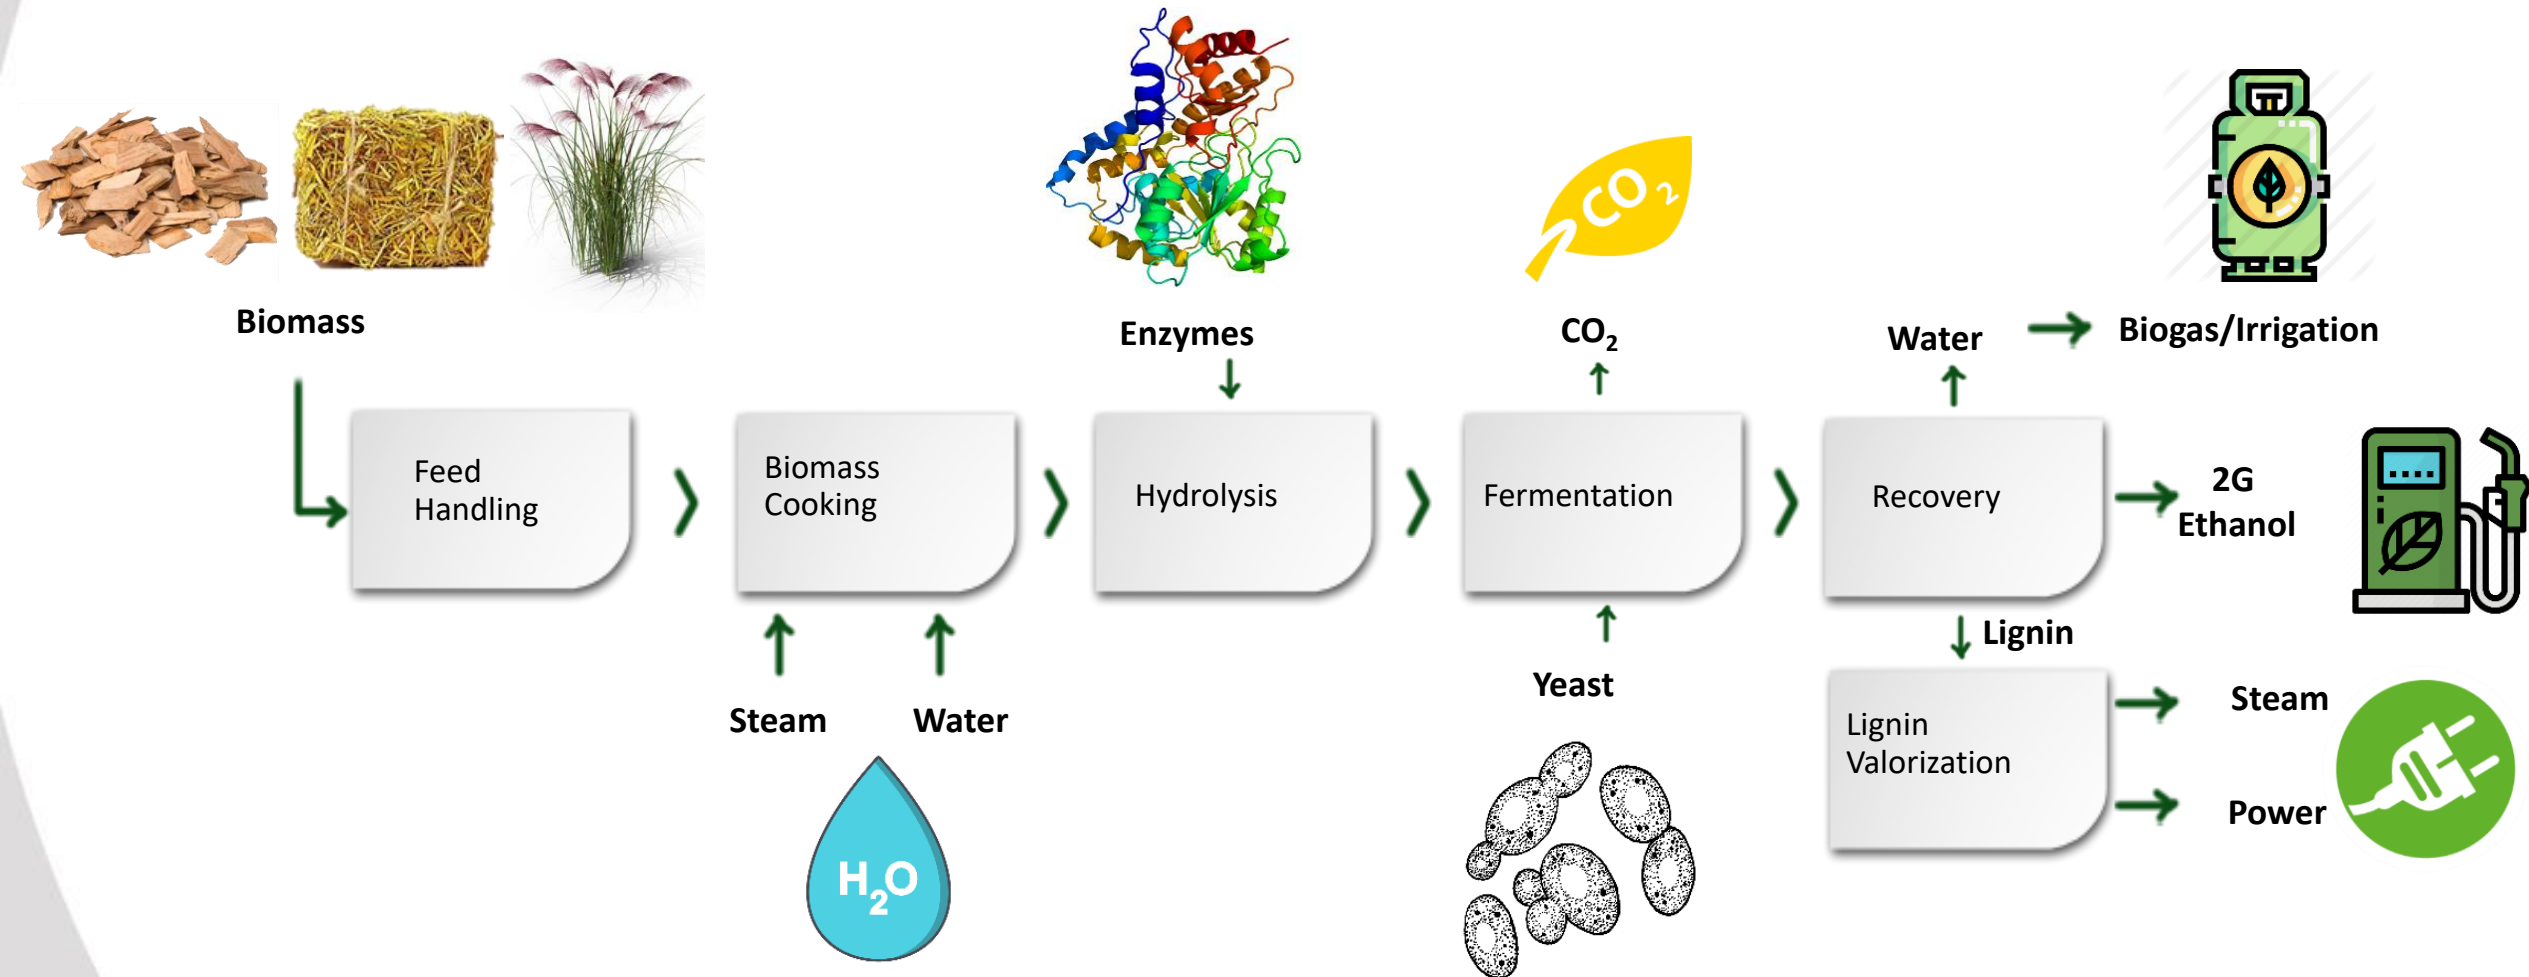 CO₂
Biomass
Enzymes
CO₂
Water
Biogas/Irrigation
Feed
Handling
Biomass
Cooking
Hydrolysis
Fermentation
Recovery
2G
Ethanol
Lignin
Steam
Water
Yeast
Lignin
Valorization
Steam
Power
H₂O